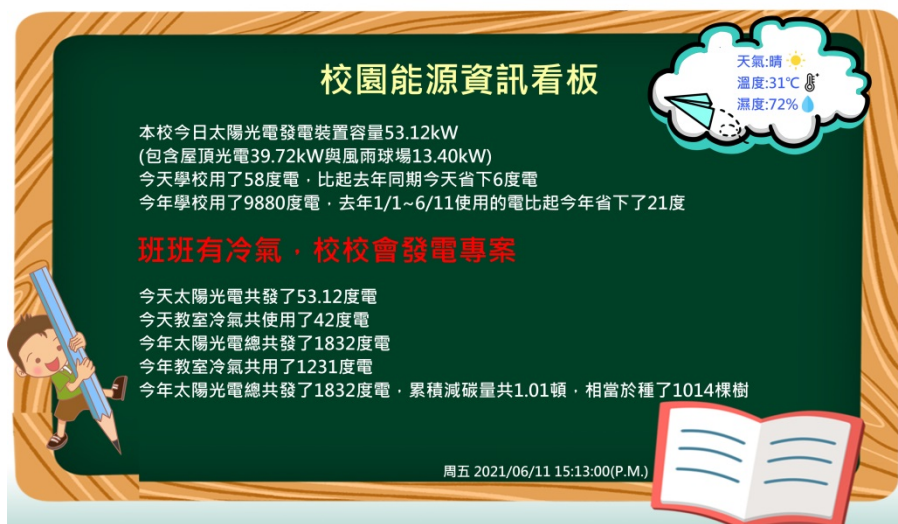 校園能源資訊看板
天氣:晴
溫度:31℃
濕度:72%
本校今日太陽光電發電裝置容量53.12kW
(包含屋頂光電39.72kW與風雨球場13.40kW)
今天學校用了58度電，比起去年同期今天省下6度電
今年學校用了9880度電，去年1/1~6/11使用的電比起今年省下了21度
班班有冷氣，校校會發電專案
今天太陽光電共發了53.12度電
今天教室冷氣共使用了42度電
今年太陽光電總共發了1832度電
今年教室冷氣共用了1231度電
今年太陽光電總共發了1832度電，累積減碳量共1.01頓，相當於種了1014棵樹
周五 2021/06/11 15:13:00(P.M.)